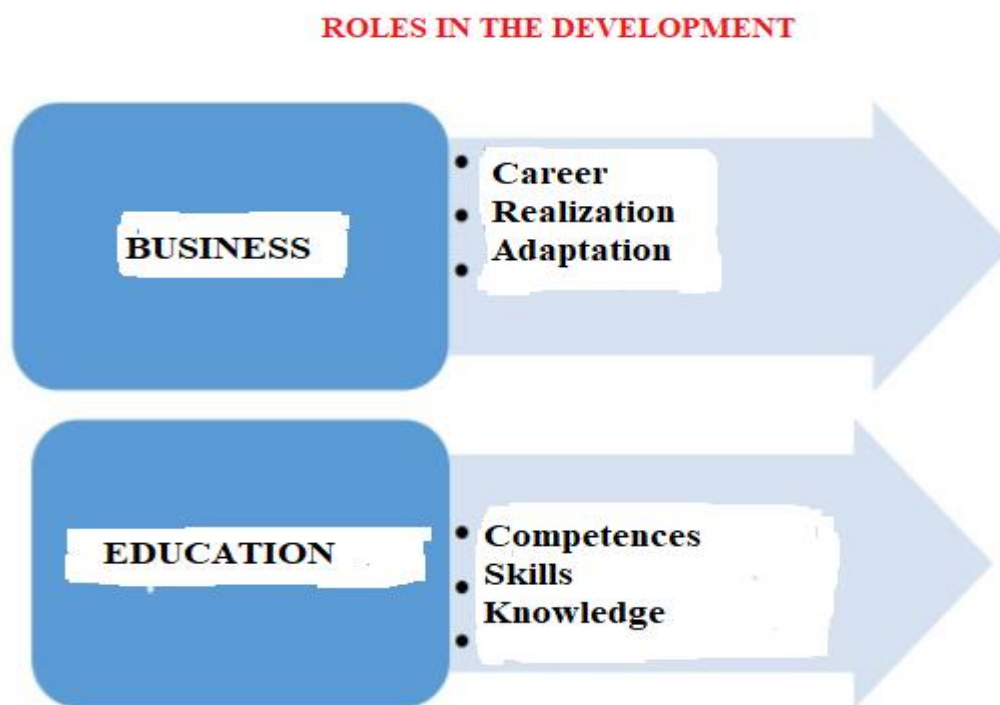 ROLES IN THE DEVELOPMENT
BUSINESS
• Career
• Realization
• Adaptation
EDUCATION
• Competences
• Skills
• Knowledge